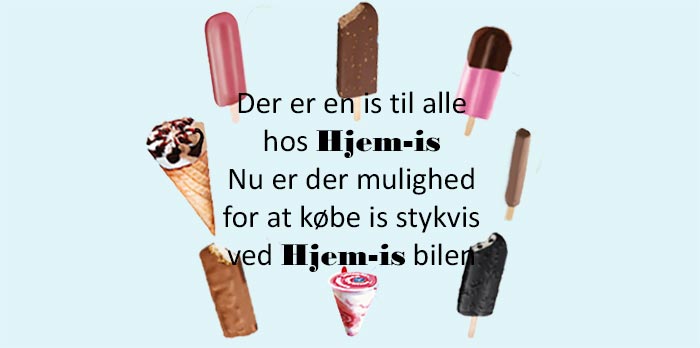 Der er en is til alle
hos Hjem-is
Nu er der mulighed
for at købe is stykvis
ved Hjem-is bilen